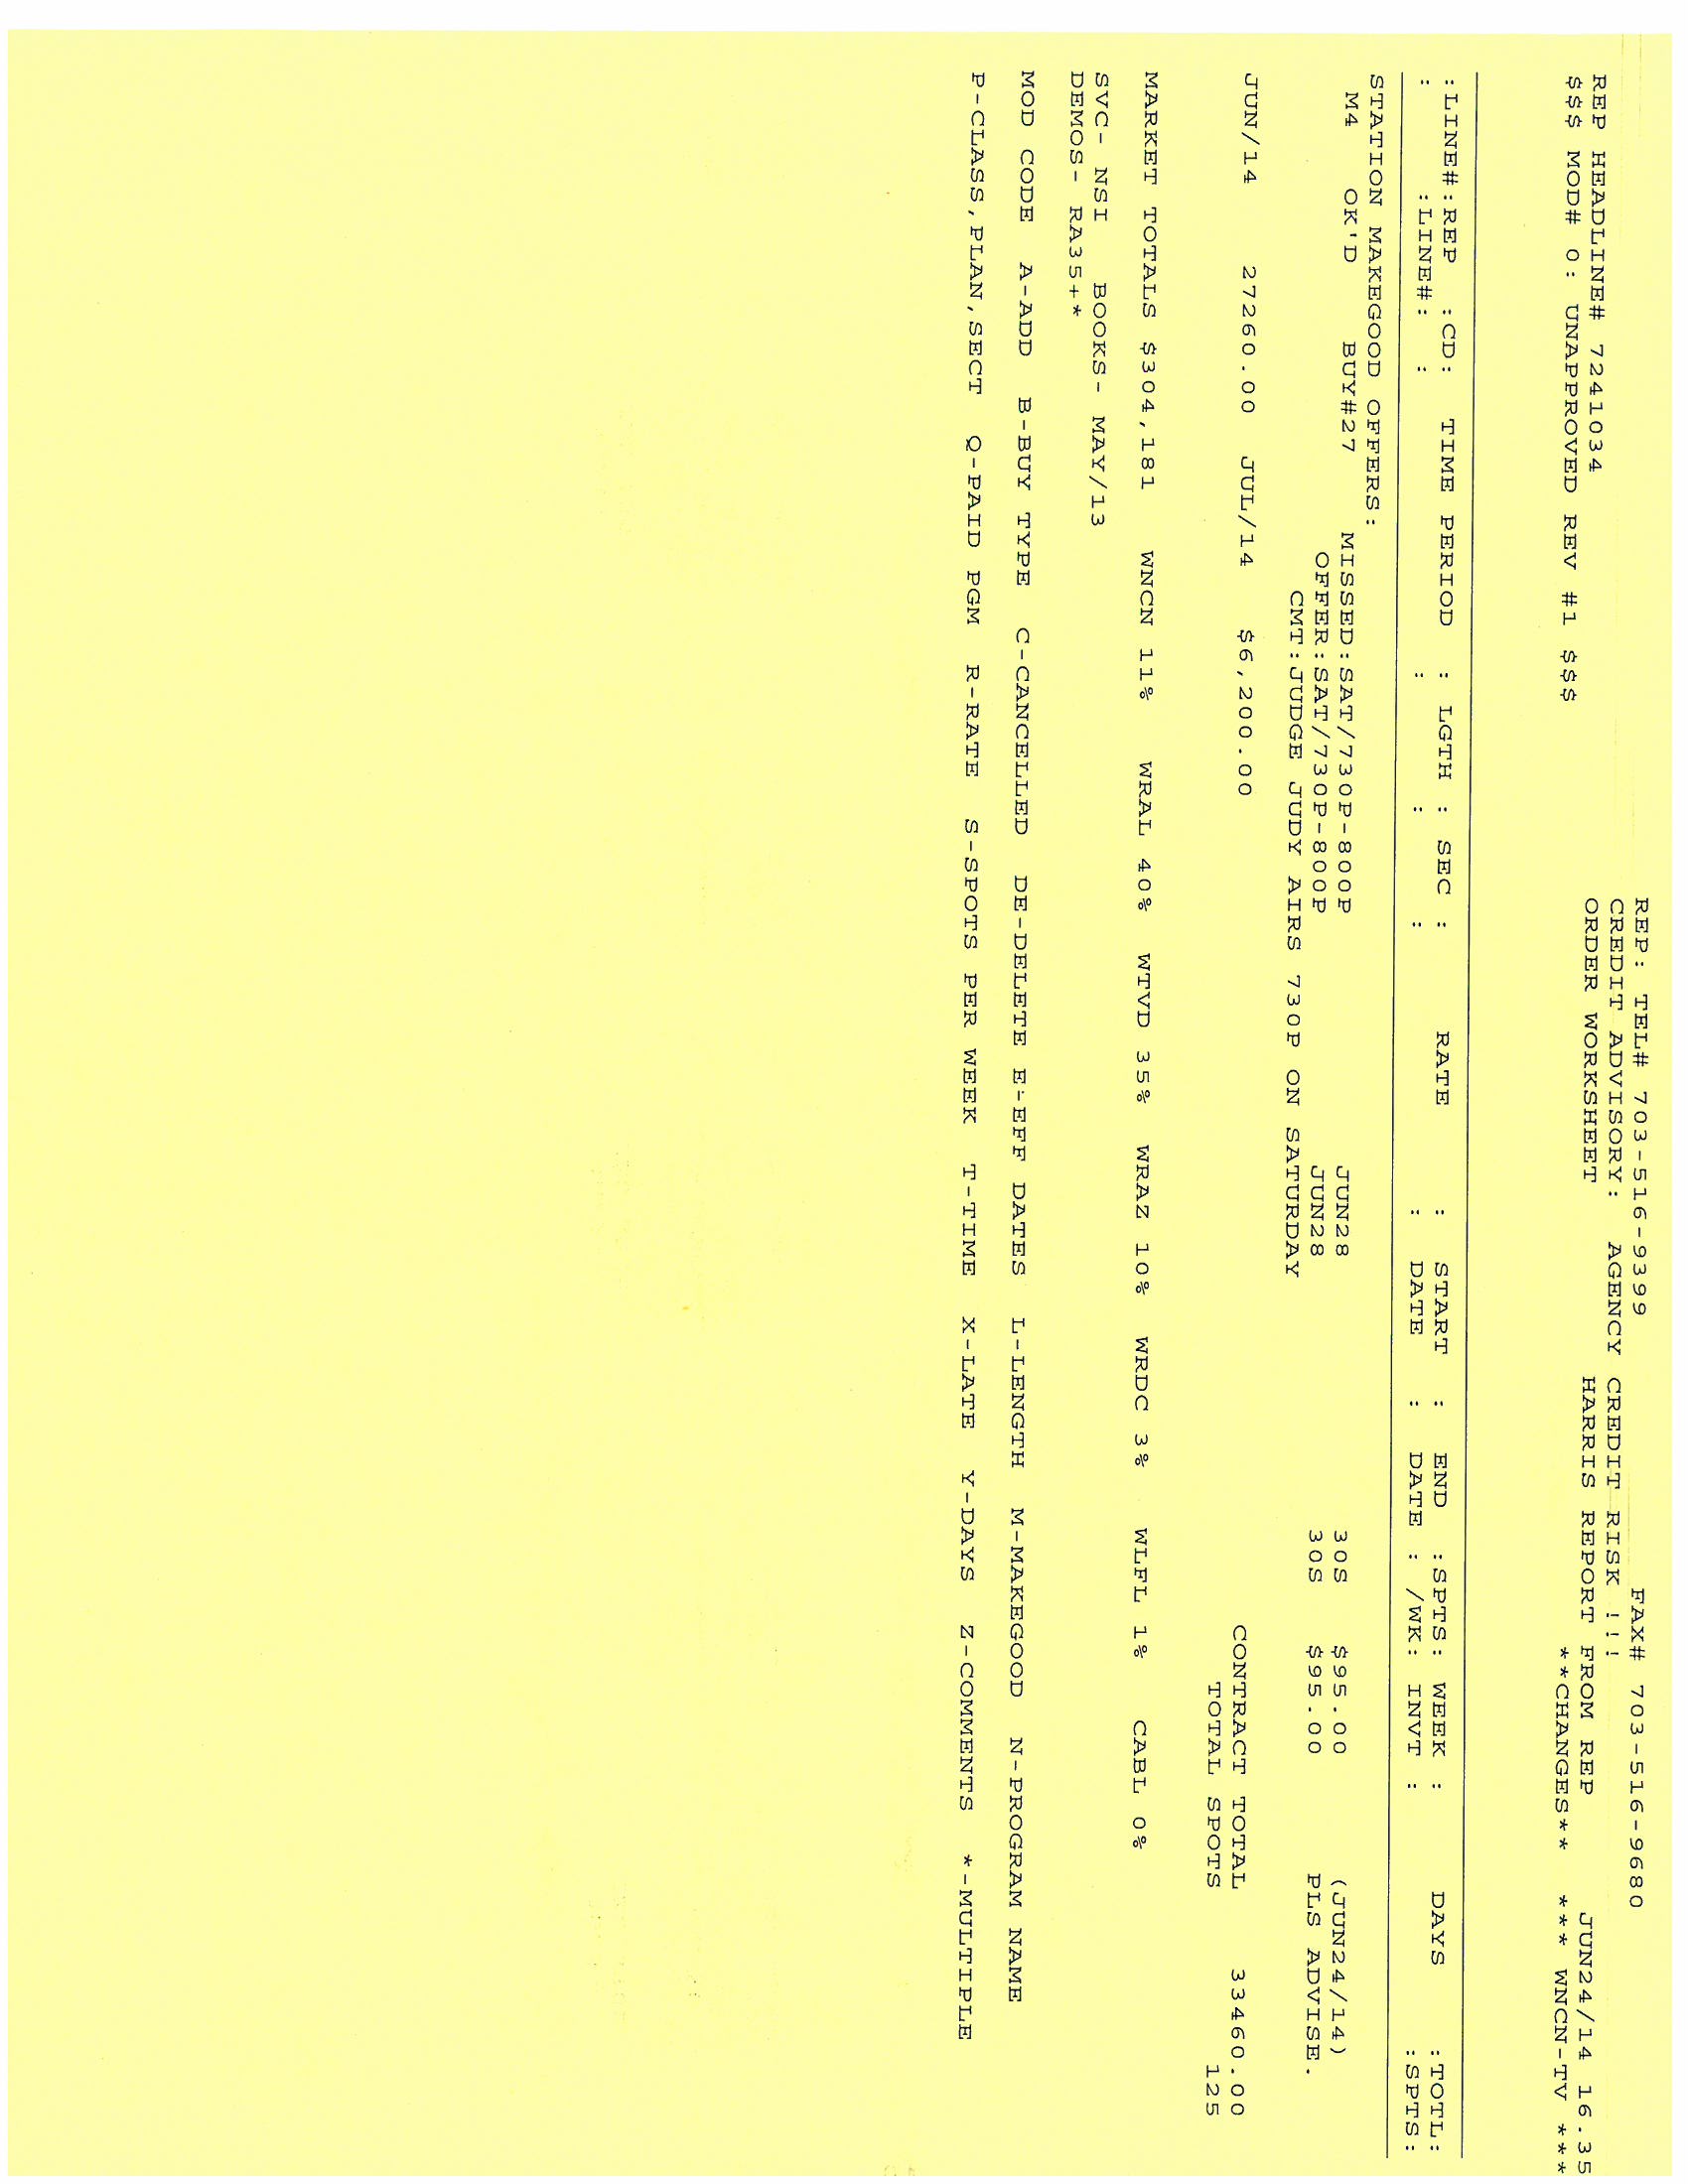 REP: TEL# 703-516-9399 FAX# 703-516-9680
CREDIT ADVISORY: AGENCY CREDIT RISK !!!
REP HEADLINE# 7241034 ORDER WORKSHEET HARRIS REPORT FROM REP JUN24/14 16.35
$$$ MOD# 0: UNAPPROVED REV #1 $$$ **CHANGES** *** WNCN-TV ***
:LINE#:REP :CD: TIME PERIOD : LGTH : SEC : RATE : START : END :SPTS: WEEK : DAYS :TOTL:
: :LINE#: : : : : : DATE : DATE : /WK: INVT : :SPTS:
STATION MAKEGOOD OFFERS:
M4 OK'D BUY#27 MISSED:SAT/730P-800P JUN28 30S $95.00 (JUN24/14)
OFFER:SAT/730P-800P JUN28 30S $95.00 PLS ADVISE.
CMT:JUDGE JUDY AIRS 730P ON SATURDAY
JUN/14 27260.00 JUL/14 $6,200.00 CONTRACT TOTAL 33460.00
TOTAL SPOTS 125
MARKET TOTALS $304,181 WNCN 11% WRAL 40% WTVD 35% WRAZ 10% WRDC 3% WLFL 1% CABL 0%
SVC- NSI BOOKS- MAY/13
DEMOS- RA35+*
MOD CODE A-ADD B-BUY TYPE C-CANCELLED DE-DELETE E-EFF DATES L-LENGTH M-MAKEGOOD N-PROGRAM NAME
P-CLASS,PLAN,SECT Q-PAID PGM R-RATE S-SPOTS PER WEEK T-TIME X-LATE Y-DAYS Z-COMMENTS *-MULTIPLE